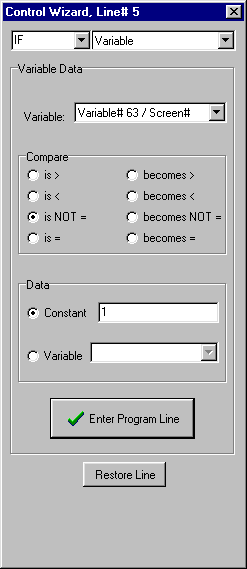 Control Wizard, Line# 5
IF Variable
Variable Data
Variable: Variable# 63 / Screen#
Compare
is > becomes >
is < becomes <
is NOT = becomes NOT =
is = becomes =
Data
Constant 1
Variable
Enter Program Line
Restore Line